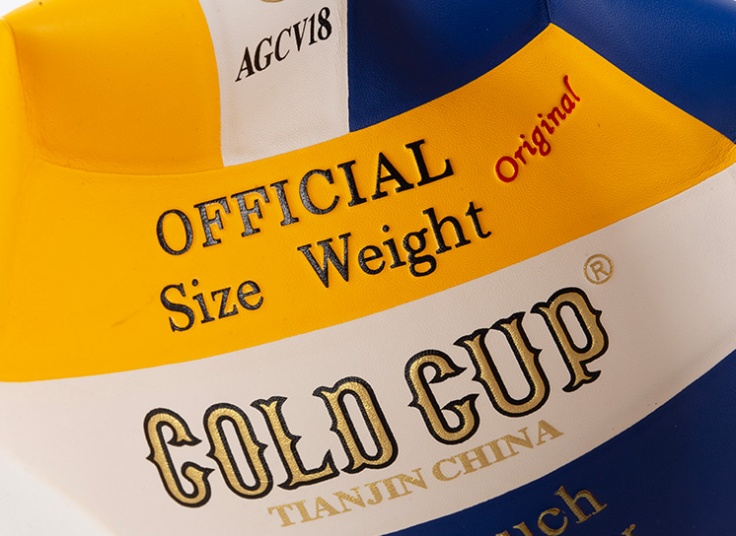 AGCV18
OFFICIAL
Original
Size Weight
GOLD CUP®
TIANJIN CHINA